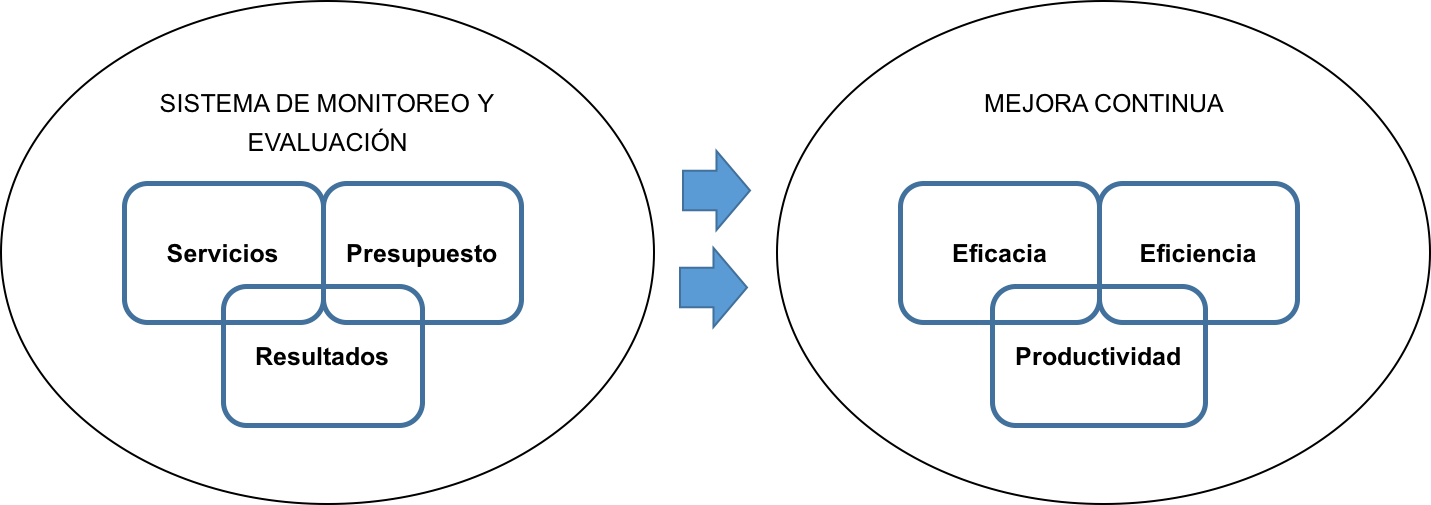 SISTEMA DE MONITOREO Y
EVALUACIÓN
Servicios
Presupuesto
Resultados
MEJORA CONTINUA
Eficacia
Eficiencia
Productividad